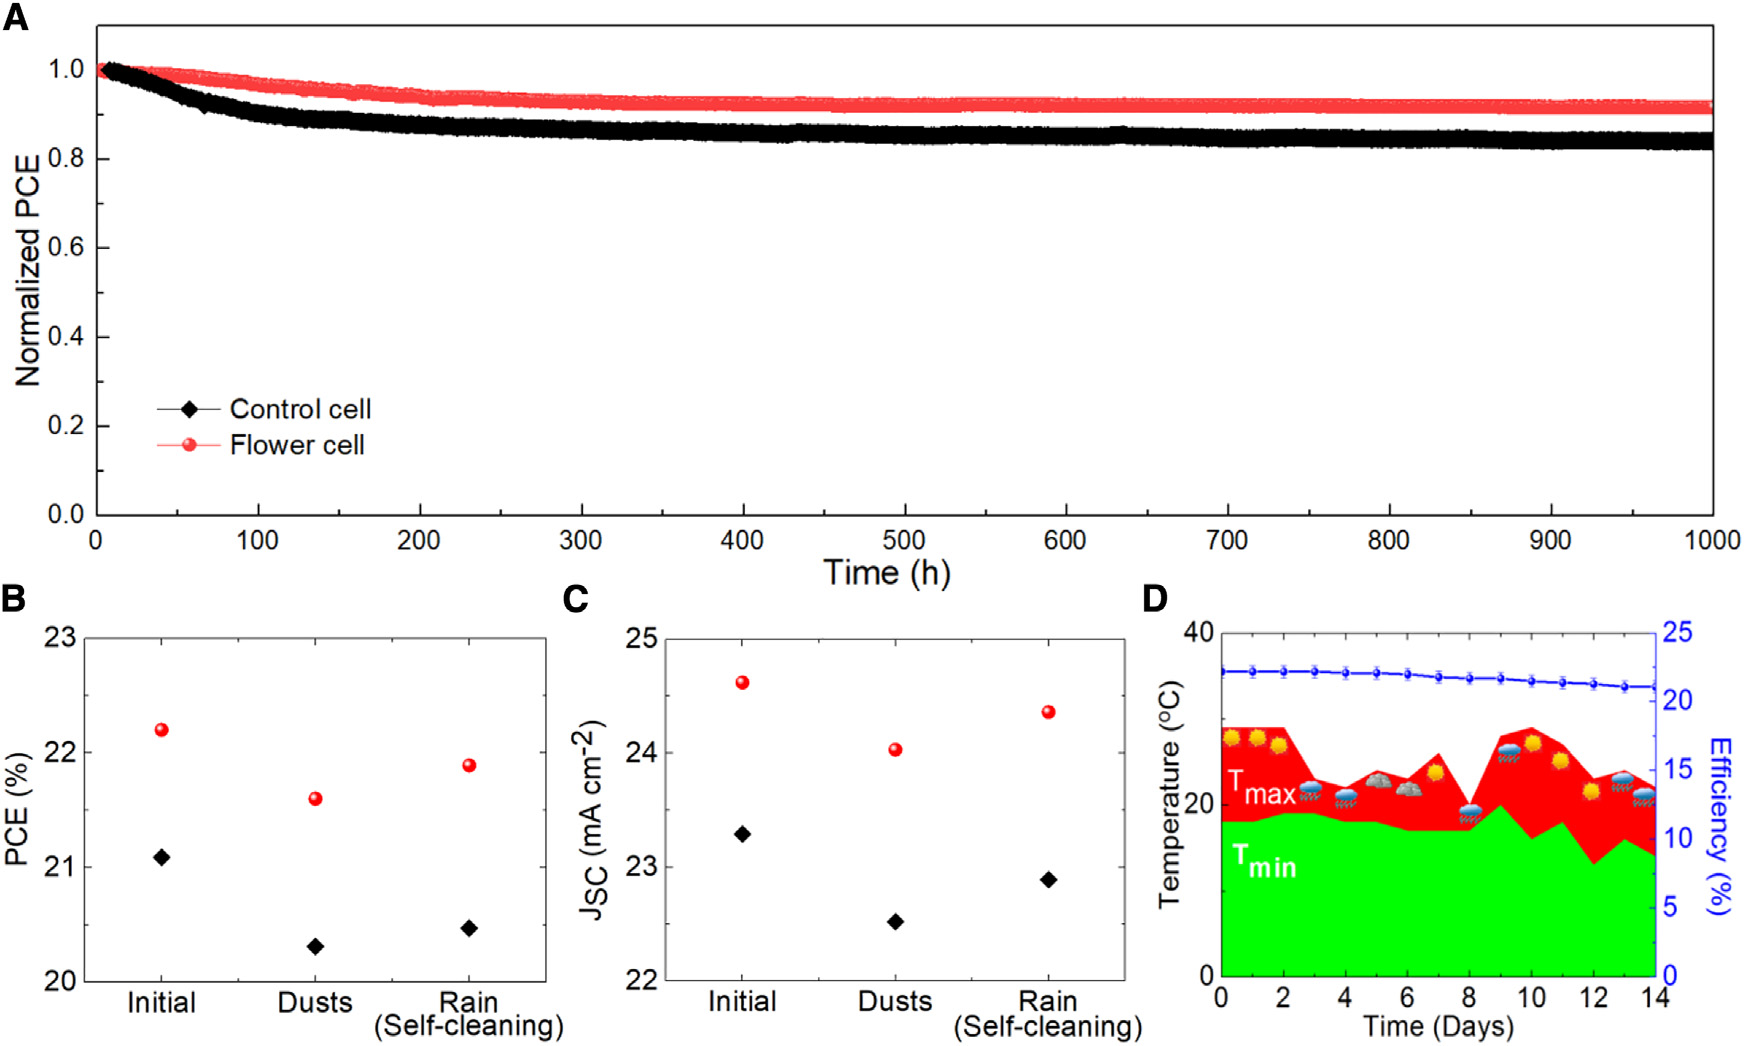 A
Normalized PCE
1.0
0.8
0.6
0.4
0.2
0.0
Control cell
Flower cell
0 100 200 300 400 500 600 700 800 900 1000
Time (h)
B
PCE (%)
23
22
21
20
Initial Dusts Rain
(Self-cleaning)
C
JSC (mA cm-2)
25
24
23
22
Initial Dusts Rain
(Self-cleaning)
D
Temperature (oC)
40
20
0
Tmax
Tmin
25
20
15
10
5
0
Efficiency (%)
0 2 4 6 8 10 12 14
Time (Days)